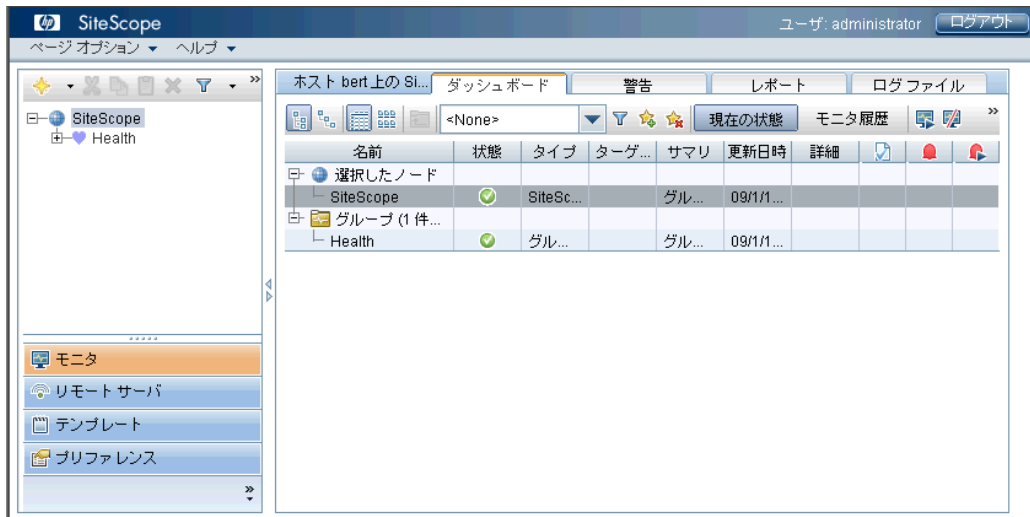 hp SiteScope ユーザ: administrator ログアウト
ページ オプション ヘルプ
ホスト bert 上の Si... ダッシュボード 警告 レポート ログ ファイル
SiteScope
Health
<None> 現在の状態 モニタ履歴
名前 状態 タイプ ターゲ... サマリ 更新日時 詳細
選択したノード
SiteScope SiteSc... グル... 09/1/1...
グループ (1 件...
Health グル... グル... 09/1/1...
モニタ
リモート サーバ
テンプレート
プリファレンス